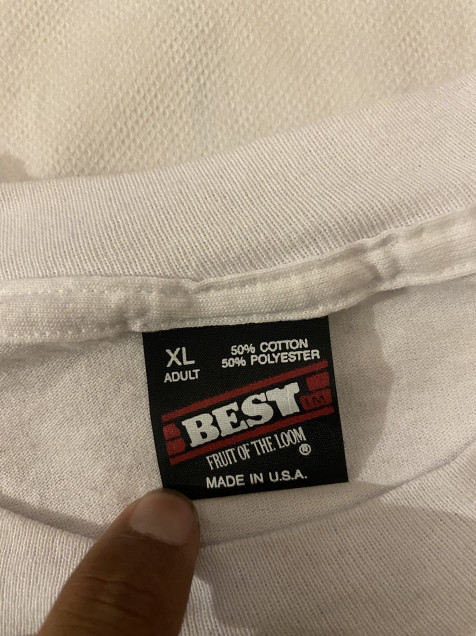 XL
ADULT
50% COTTON
50% POLYESTER
BEST
FRUIT OF THE LOOM ®
MADE IN U.S.A.